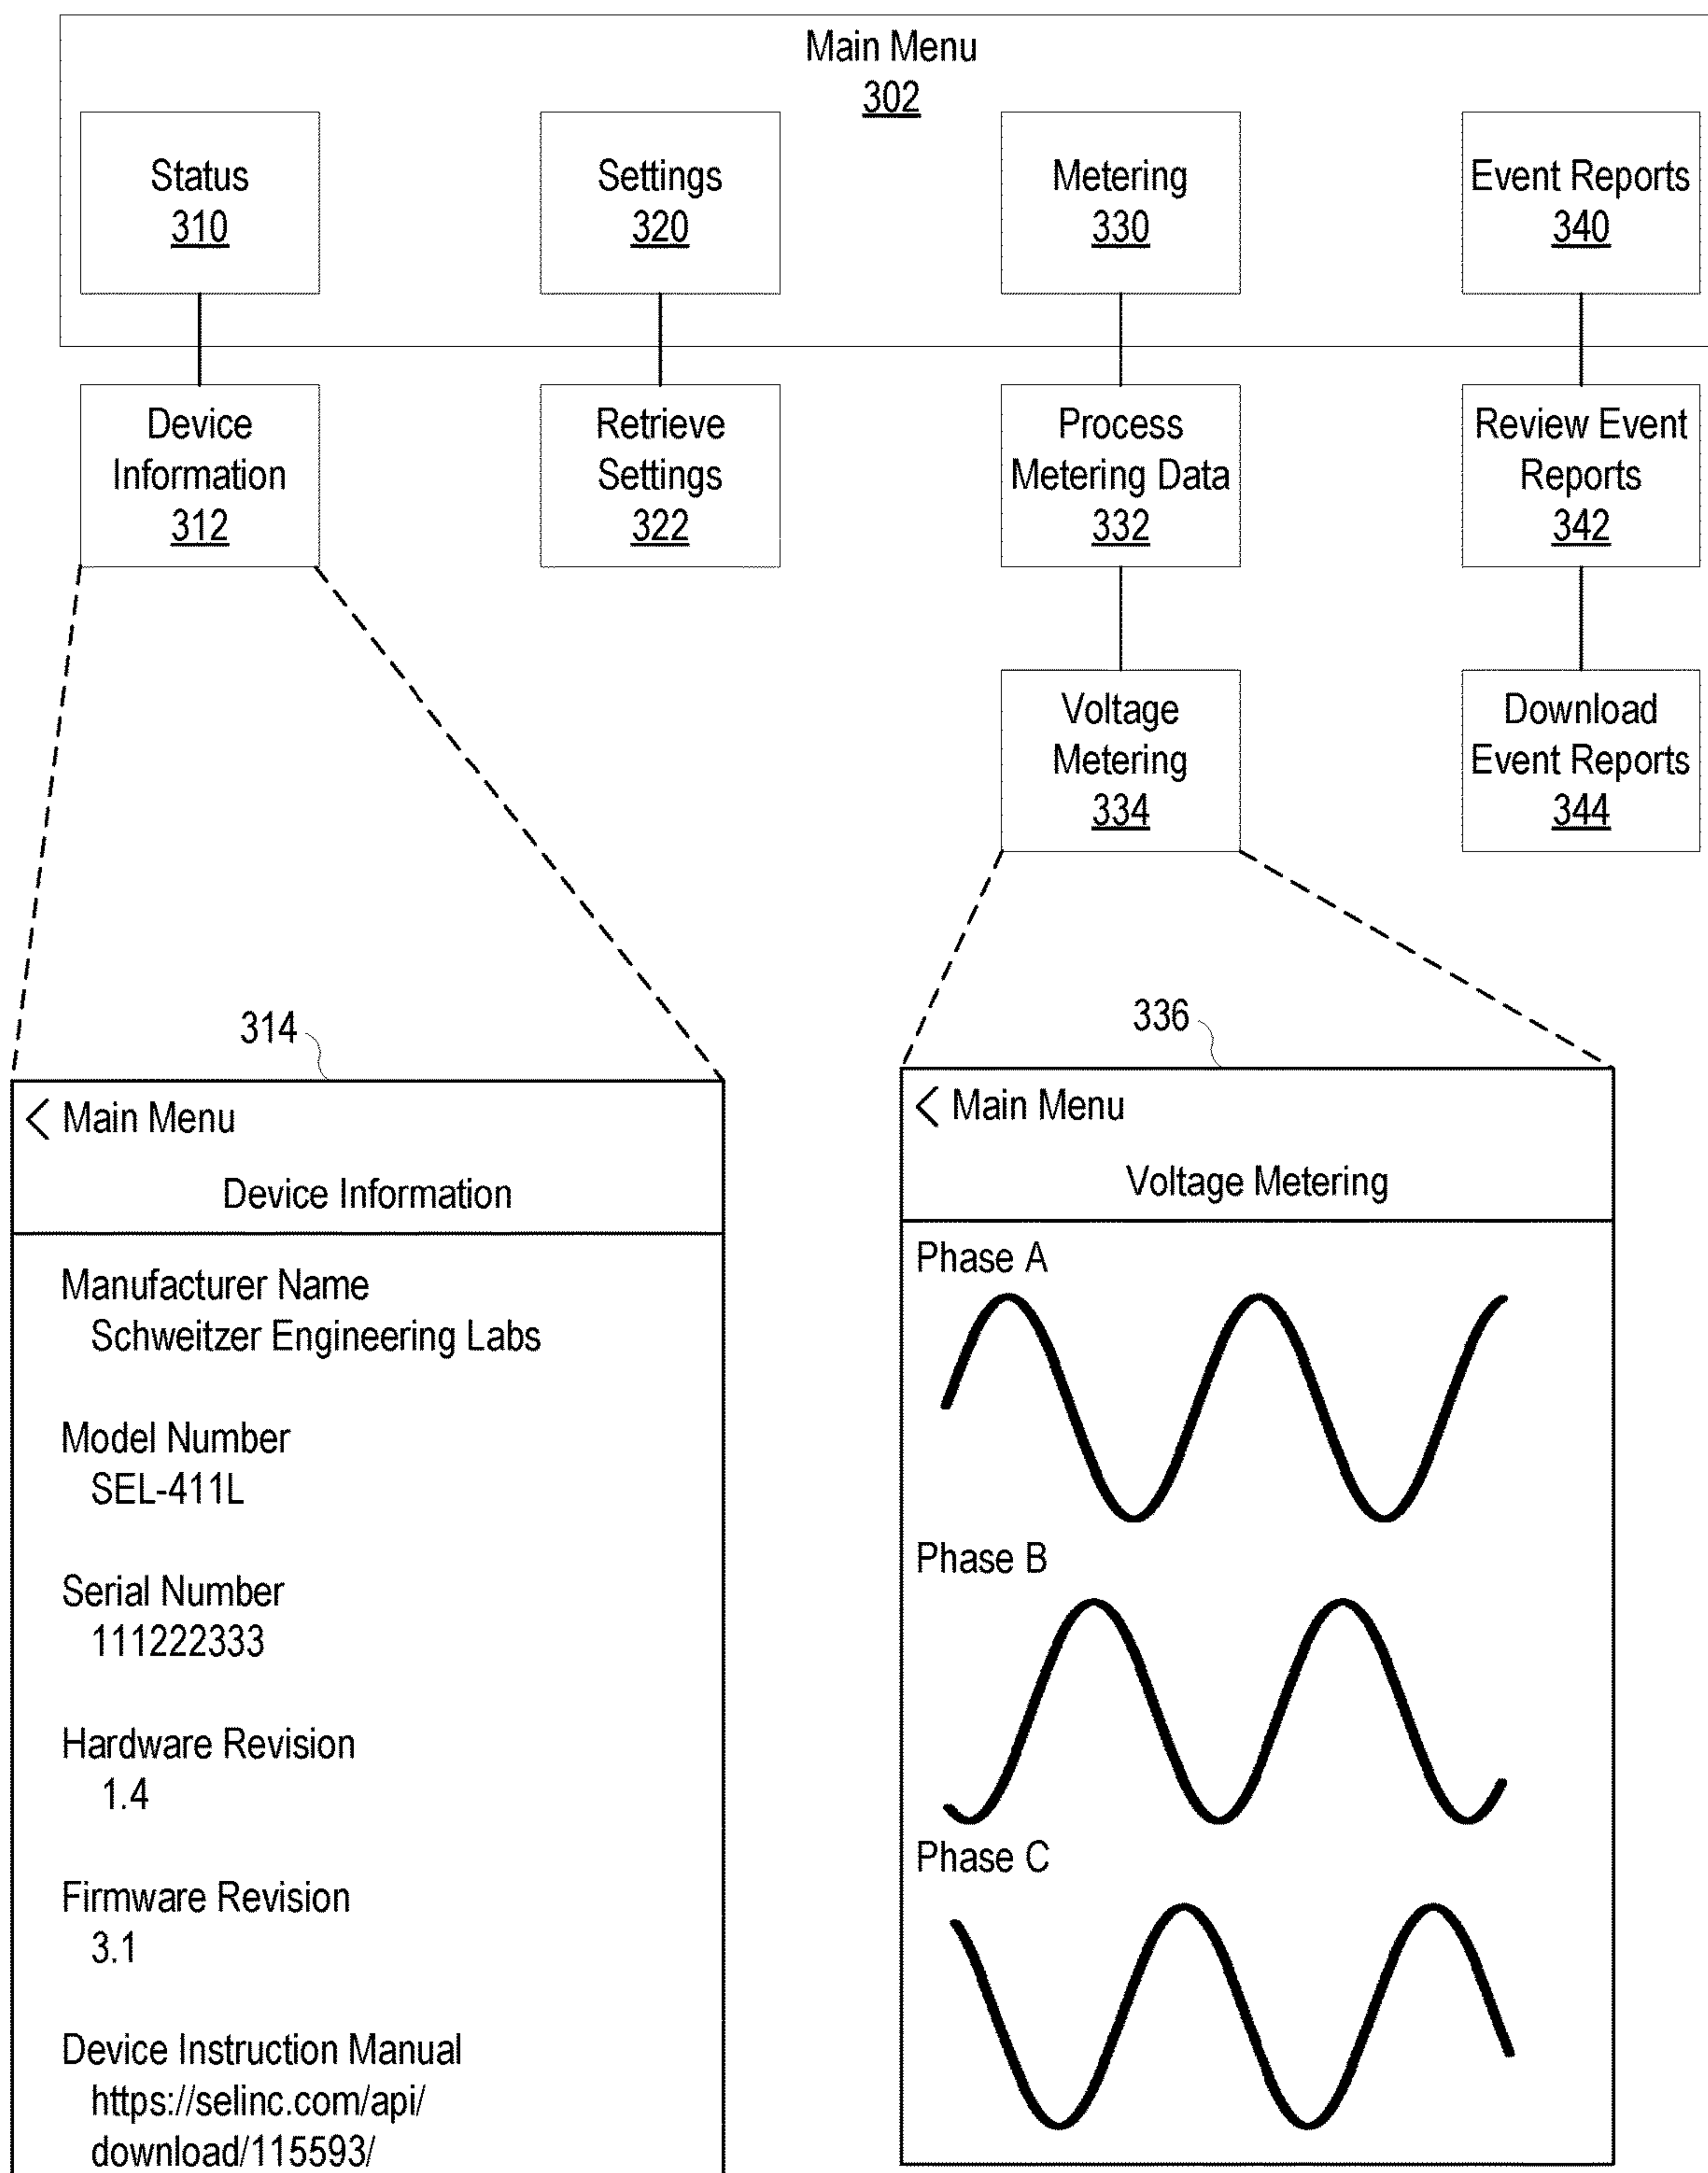 Main Menu
302
Status
310
Settings
320
Metering
330
Event Reports
340
Device
Information
312
Retrieve
Settings
322
Process
Metering Data
332
Review Event
Reports
342
Voltage
Metering
334
Download
Event Reports
344
314
< Main Menu
Device Information
Manufacturer Name
Schweitzer Engineering Labs
Model Number
SEL-411L
Serial Number
111222333
Hardware Revision
1.4
Firmware Revision
3.1
Device Instruction Manual
https://selinc.com/api/
download/115593/
336
< Main Menu
Voltage Metering
Phase A
Phase B
Phase C